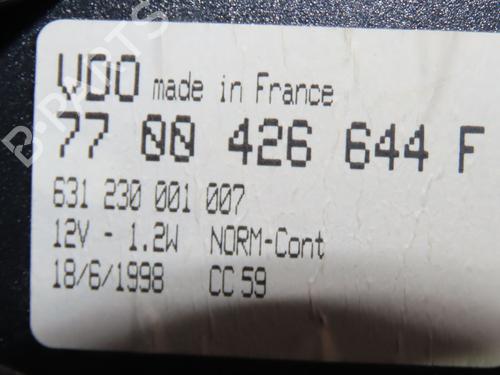 VDO made in France
77 00 426 644 F
631 230 001 007
12V - 1.2W NORM-Cont
18/6/1998 CC 59
B-PARTS